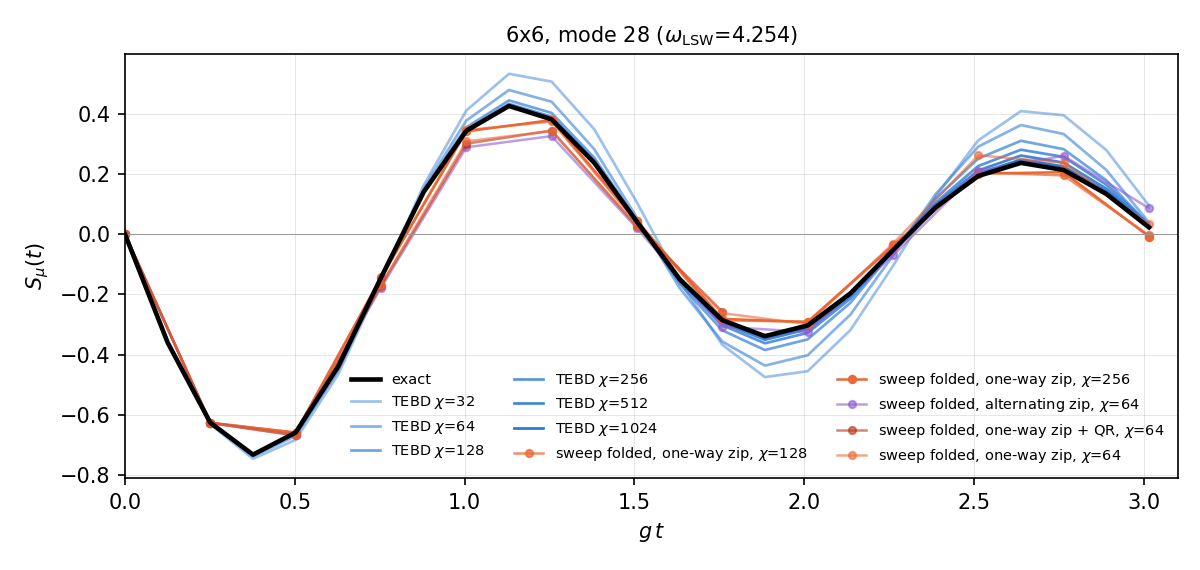 6x6, mode 28 (ω_LSW=4.254)
S_μ(t)
0.4
0.2
0.0
−0.2
−0.4
−0.6
−0.8
exact
TEBD χ=32
TEBD χ=64
TEBD χ=128
TEBD χ=256
TEBD χ=512
TEBD χ=1024
sweep folded, one-way zip, χ=128
sweep folded, one-way zip, χ=256
sweep folded, alternating zip, χ=64
sweep folded, one-way zip + QR, χ=64
sweep folded, one-way zip, χ=64
0.0
0.5
1.0
1.5
2.0
2.5
3.0
g t